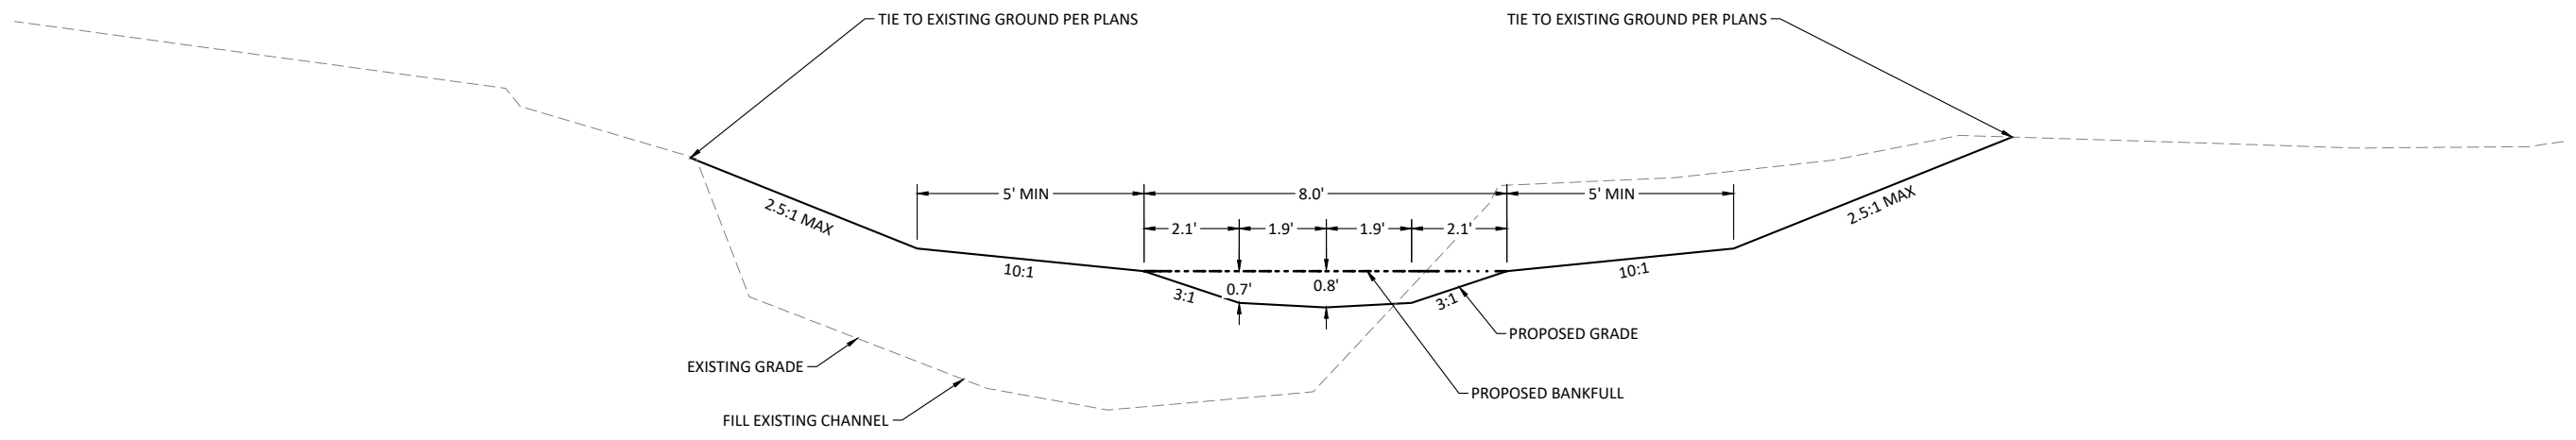 TIE TO EXISTING GROUND PER PLANS
TIE TO EXISTING GROUND PER PLANS
5' MIN
8.0'
5' MIN
2.5:1 MAX
2.5:1 MAX
2.1'
1.9'
1.9'
2.1'
10:1
10:1
3:1
0.7'
0.8'
3:1
PROPOSED GRADE
EXISTING GRADE
PROPOSED BANKFULL
FILL EXISTING CHANNEL